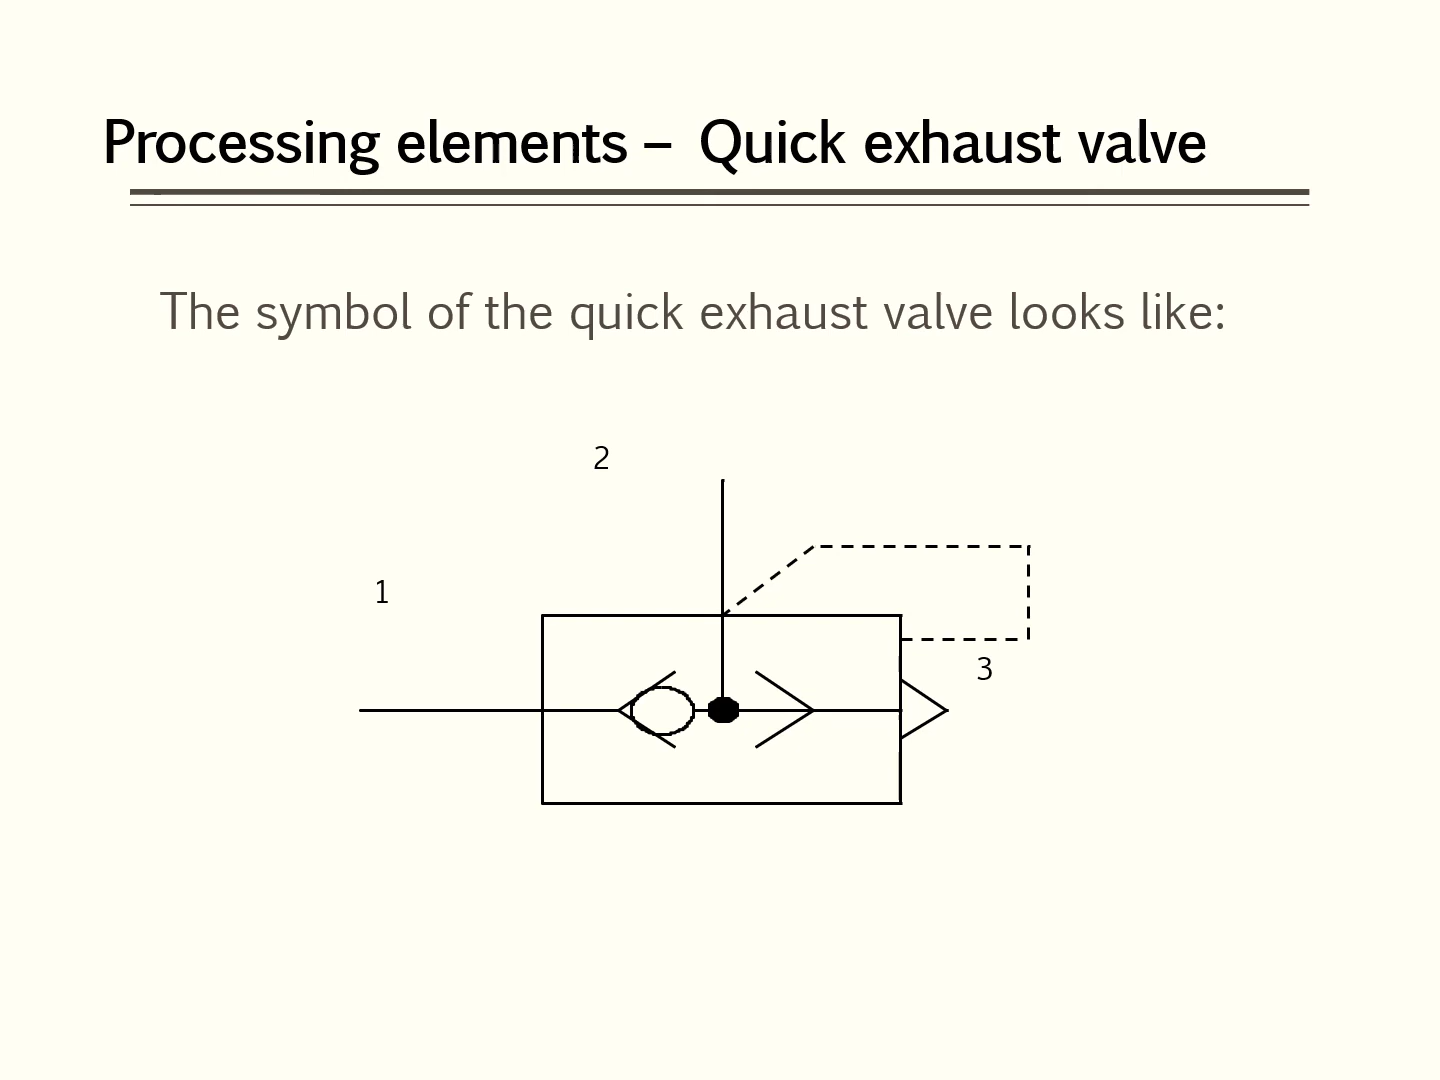 Processing elements – Quick exhaust valve
The symbol of the quick exhaust valve looks like:
2
1
3